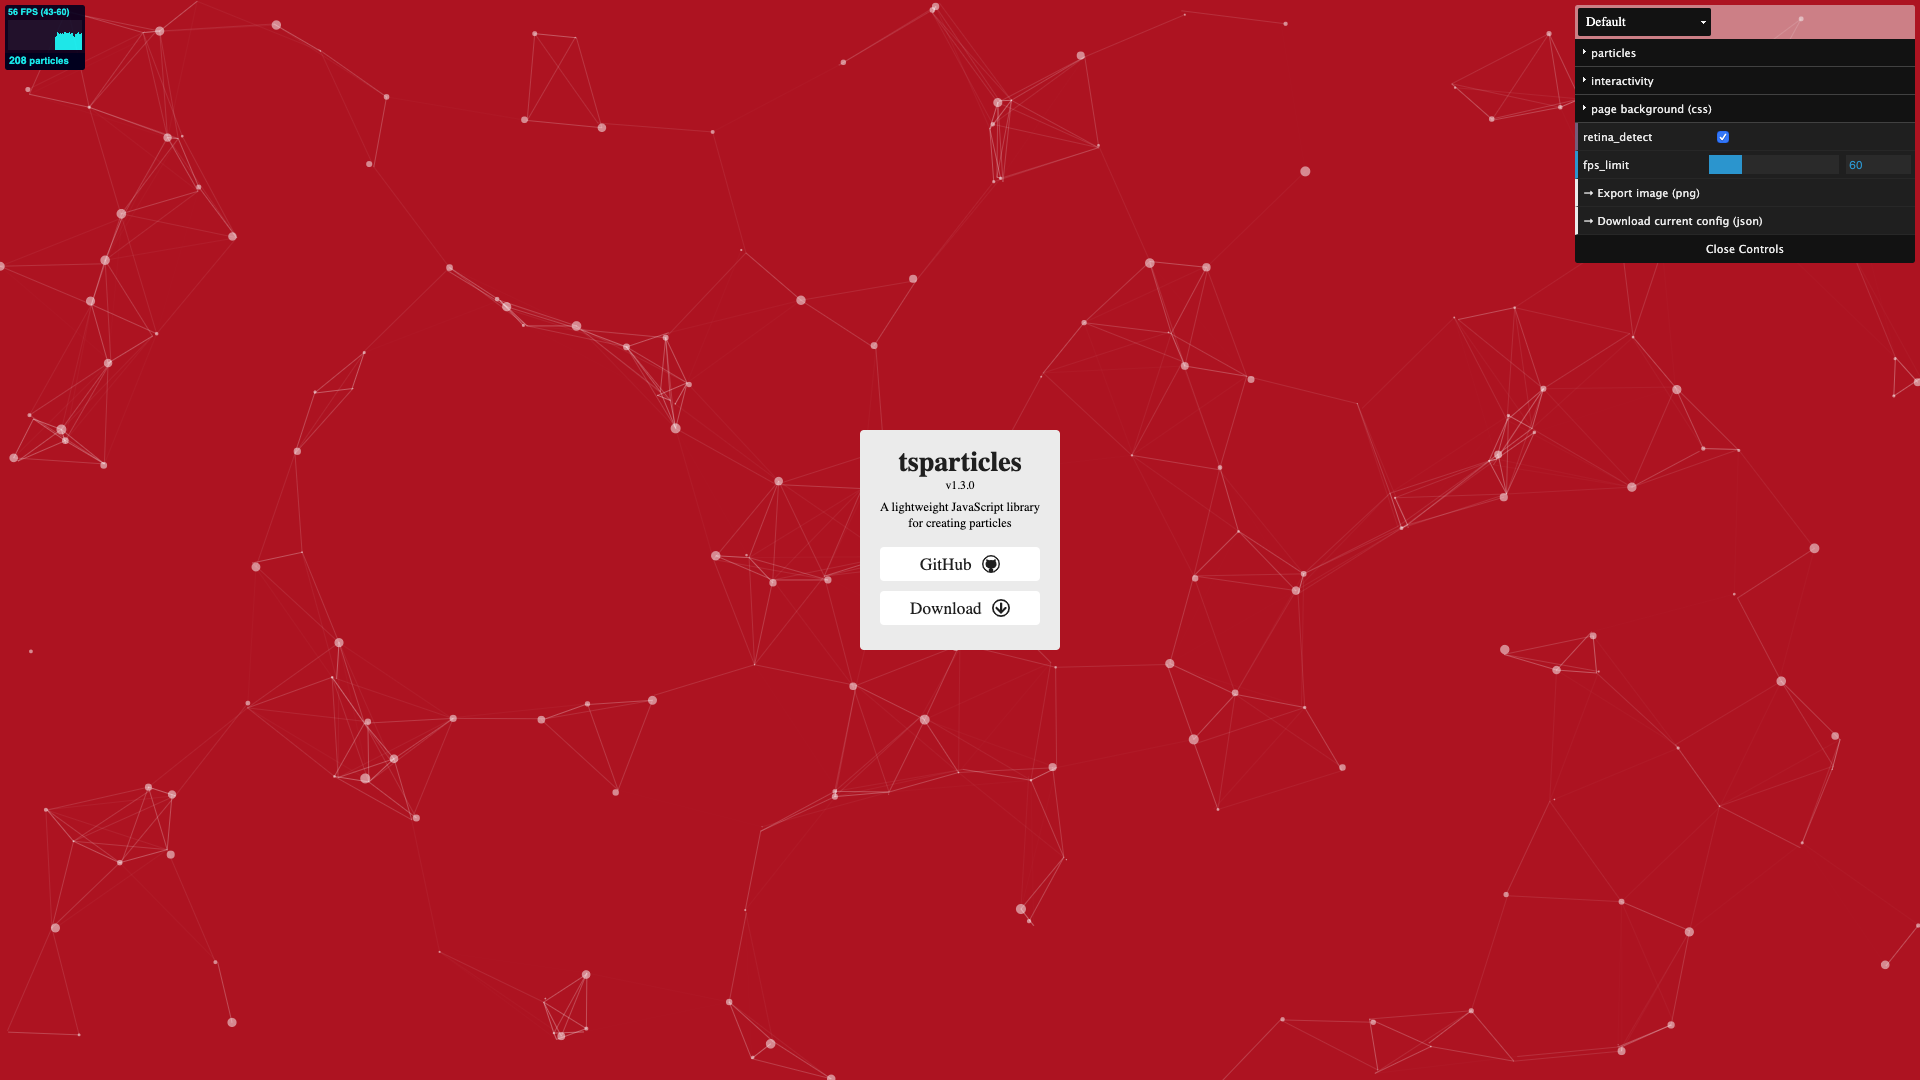 56 FPS (43-60)
208 particles
Default
particles
interactivity
page background (css)
retina_detect
fps_limit 60
→ Export image (png)
→ Download current config (json)
Close Controls
tsparticles
v1.3.0
A lightweight JavaScript library
for creating particles
GitHub
Download